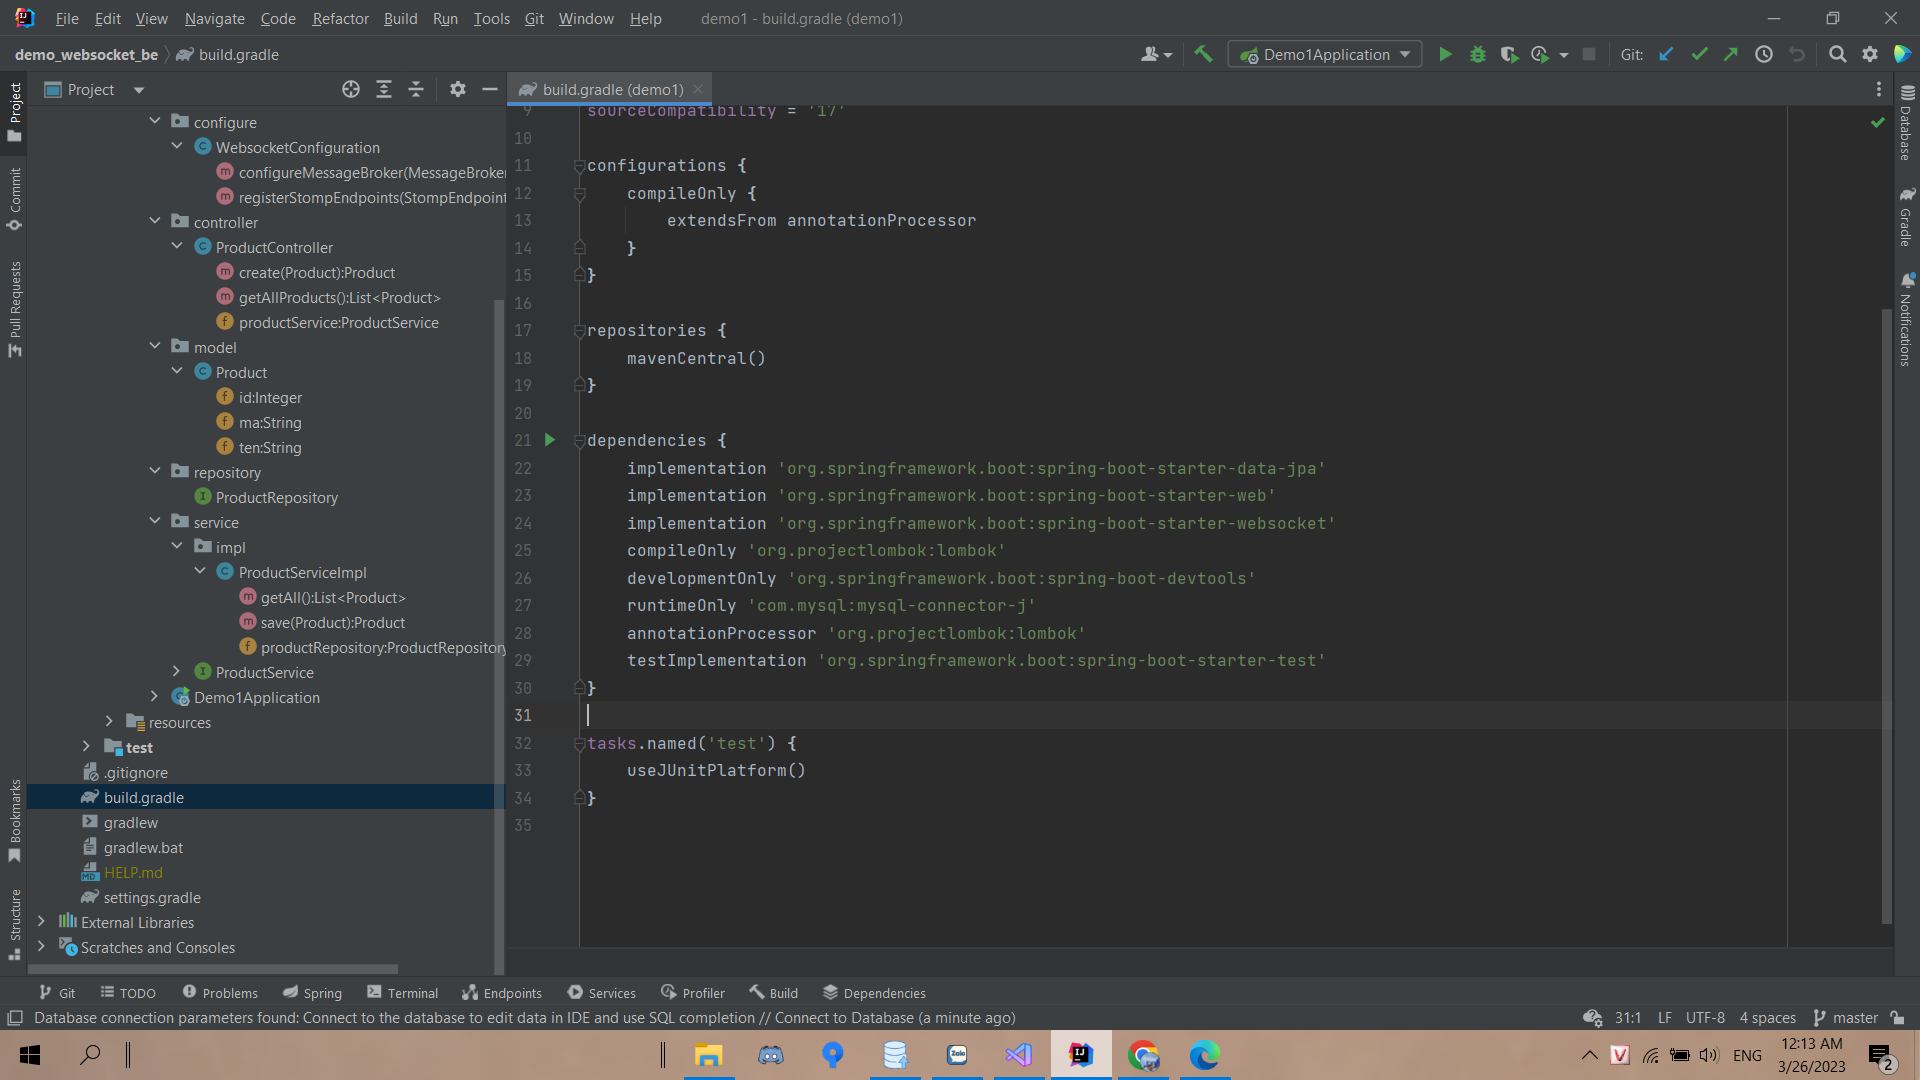 File Edit View Navigate Code Refactor Build Run Tools Git Window Help demo1 - build.gradle (demo1)
demo_websocket_be build.gradle
Demo1Application Git:
Project
build.gradle (demo1)
configure
WebsocketConfiguration
configureMessageBroker(MessageBroker
registerStompEndpoints(StompEndpoint
controller
ProductController
create(Product):Product
getAllProducts():List<Product>
productService:ProductService
model
Product
id:Integer
ma:String
ten:String
repository
ProductRepository
service
impl
ProductServiceImpl
getAll():List<Product>
save(Product):Product
productRepository:ProductRepository
ProductService
Demo1Application
resources
test
.gitignore
build.gradle
gradlew
gradlew.bat
HELP.md
settings.gradle
External Libraries
Scratches and Consoles
Project
Commit
Pull Requests
Bookmarks
Structure
9 sourceCompatibility = '17'
10
11 configurations {
12 compileOnly {
13 extendsFrom annotationProcessor
14 }
15 }
16
17 repositories {
18 mavenCentral()
19 }
20
21 dependencies {
22 implementation 'org.springframework.boot:spring-boot-starter-data-jpa'
23 implementation 'org.springframework.boot:spring-boot-starter-web'
24 implementation 'org.springframework.boot:spring-boot-starter-websocket'
25 compileOnly 'org.projectlombok:lombok'
26 developmentOnly 'org.springframework.boot:spring-boot-devtools'
27 runtimeOnly 'com.mysql:mysql-connector-j'
28 annotationProcessor 'org.projectlombok:lombok'
29 testImplementation 'org.springframework.boot:spring-boot-starter-test'
30 }
31
32 tasks.named('test') {
33 useJUnitPlatform()
34 }
35
Database
Gradle
Notifications
Git TODO Problems Spring Terminal Endpoints Services Profiler Build Dependencies
Database connection parameters found: Connect to the database to edit data in IDE and use SQL completion // Connect to Database (a minute ago)
31:1 LF UTF-8 4 spaces master
Zalo
ENG
12:13 AM
3/26/2023
2